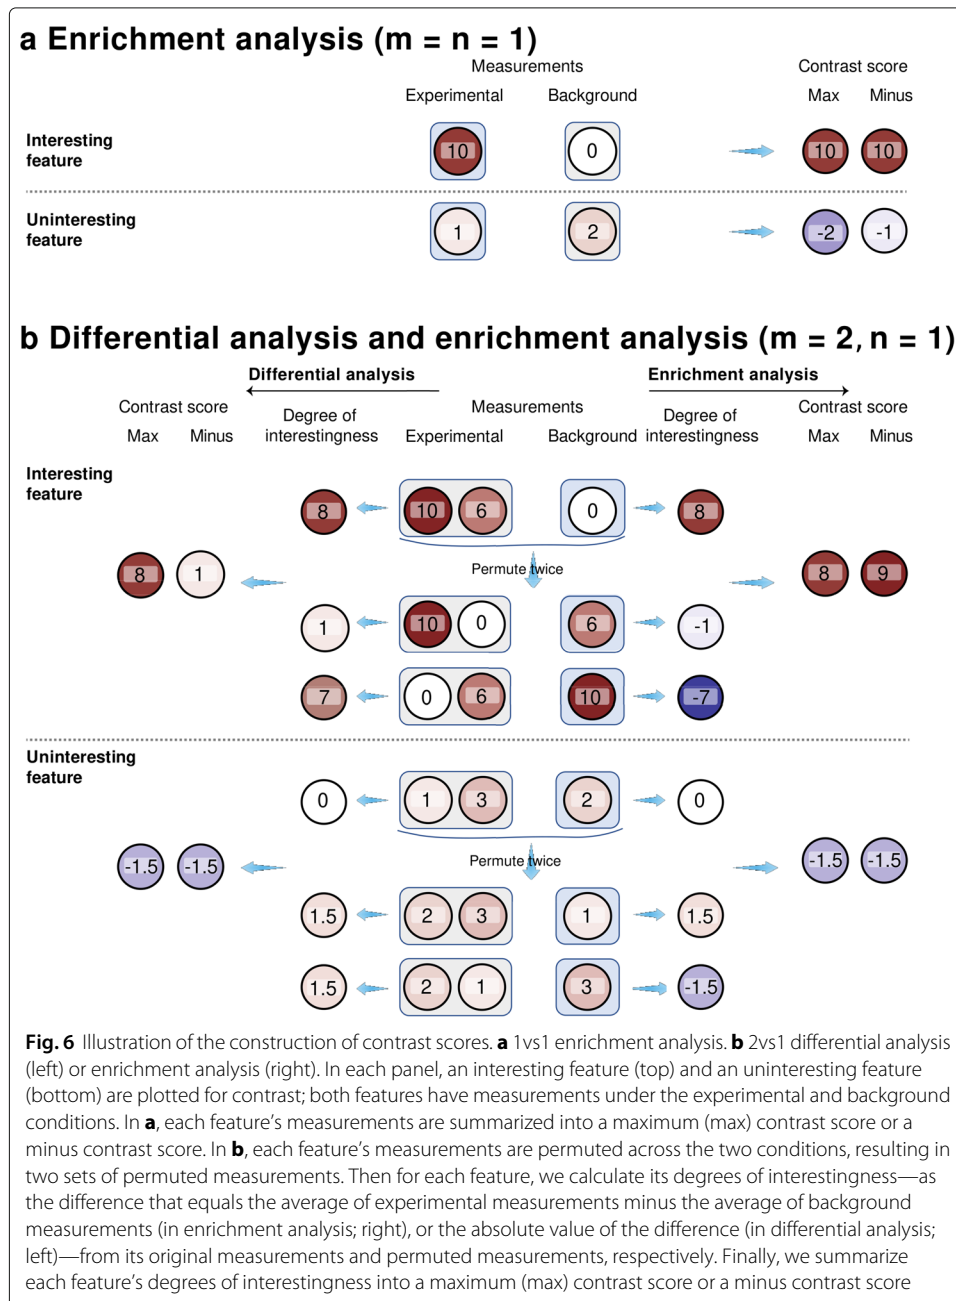 a Enrichment analysis (m = n = 1)
Measurements Contrast score
Experimental Background Max Minus
Interesting
feature
10 0 10 10
Uninteresting
feature
1 2 -2 -1
b Differential analysis and enrichment analysis (m = 2, n = 1)
Differential analysis Enrichment analysis
Contrast score Degree of Measurements Degree of Contrast score
Max Minus interestingness Experimental Background interestingness Max Minus
Interesting
feature
8 10 6 0 8
Permute twice
8 1 8 9
1 10 0 6 -1
7 0 6 10 -7
Uninteresting
feature
0 1 3 2 0
Permute twice
-1.5 -1.5 -1.5 -1.5
1.5 2 3 1 1.5
1.5 2 1 3 -1.5
Fig. 6 Illustration of the construction of contrast scores. a 1vs1 enrichment analysis. b 2vs1 differential analysis
(left) or enrichment analysis (right). In each panel, an interesting feature (top) and an uninteresting feature
(bottom) are plotted for contrast; both features have measurements under the experimental and background
conditions. In a, each feature's measurements are summarized into a maximum (max) contrast score or a
minus contrast score. In b, each feature's measurements are permuted across the two conditions, resulting in
two sets of permuted measurements. Then for each feature, we calculate its degrees of interestingness—as
the difference that equals the average of experimental measurements minus the average of background
measurements (in enrichment analysis; right), or the absolute value of the difference (in differential analysis;
left)—from its original measurements and permuted measurements, respectively. Finally, we summarize
each feature's degrees of interestingness into a maximum (max) contrast score or a minus contrast score